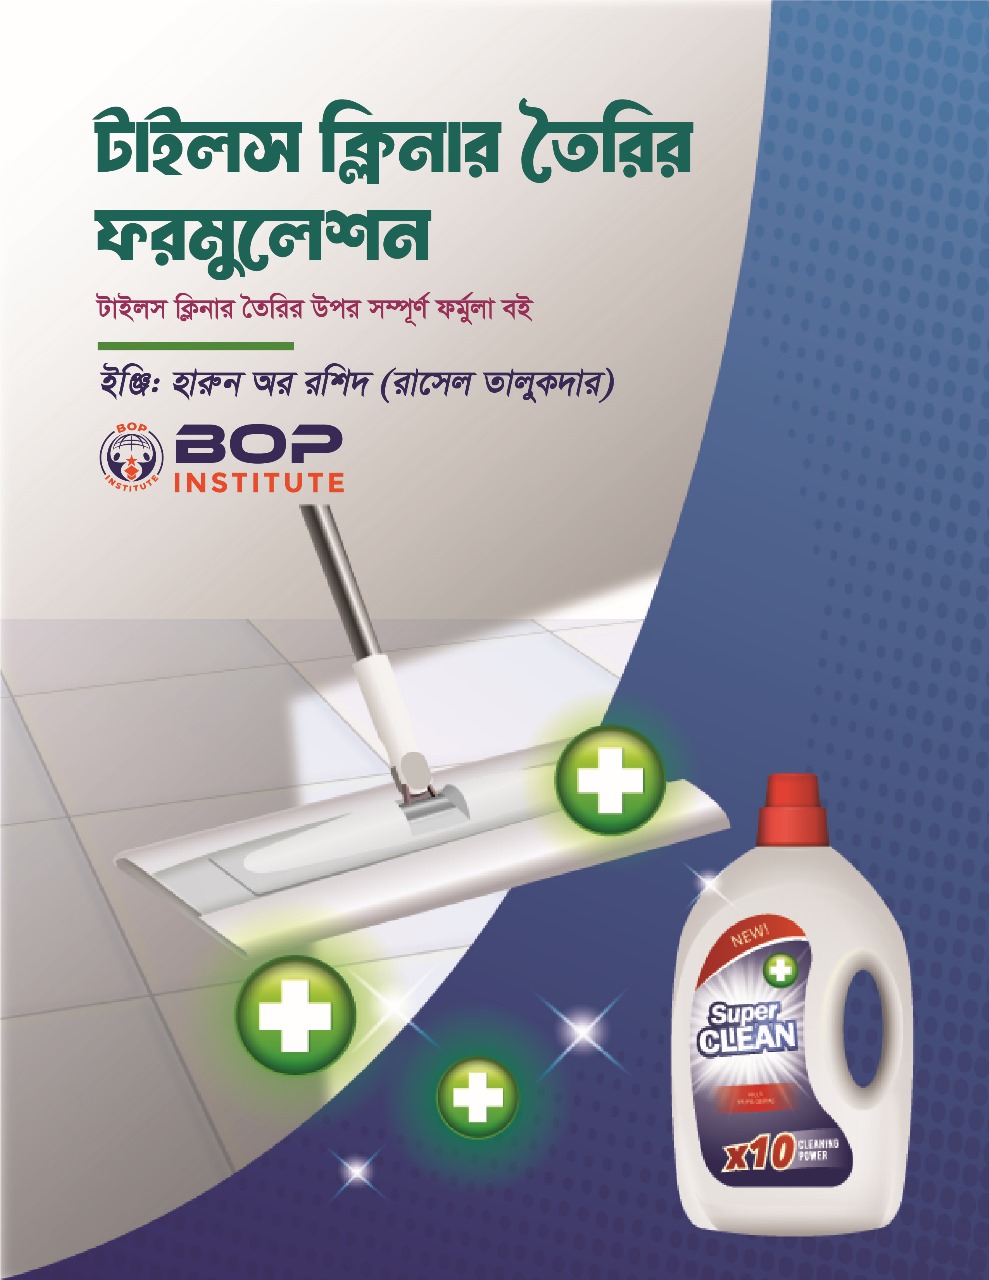 টাইলস ক্লিনার তৈরির
ফরমুলেশন
টাইলস ক্লিনার তৈরির উপর সম্পূর্ণ ফর্মুলা বই
ইঞ্জি: হারুন অর রশিদ (রাসেল তালুকদার)
BOP
INSTITUTE
BOP
INSTITUTE
NEW!
Super
CLEAN
x10 CLEANING
POWER